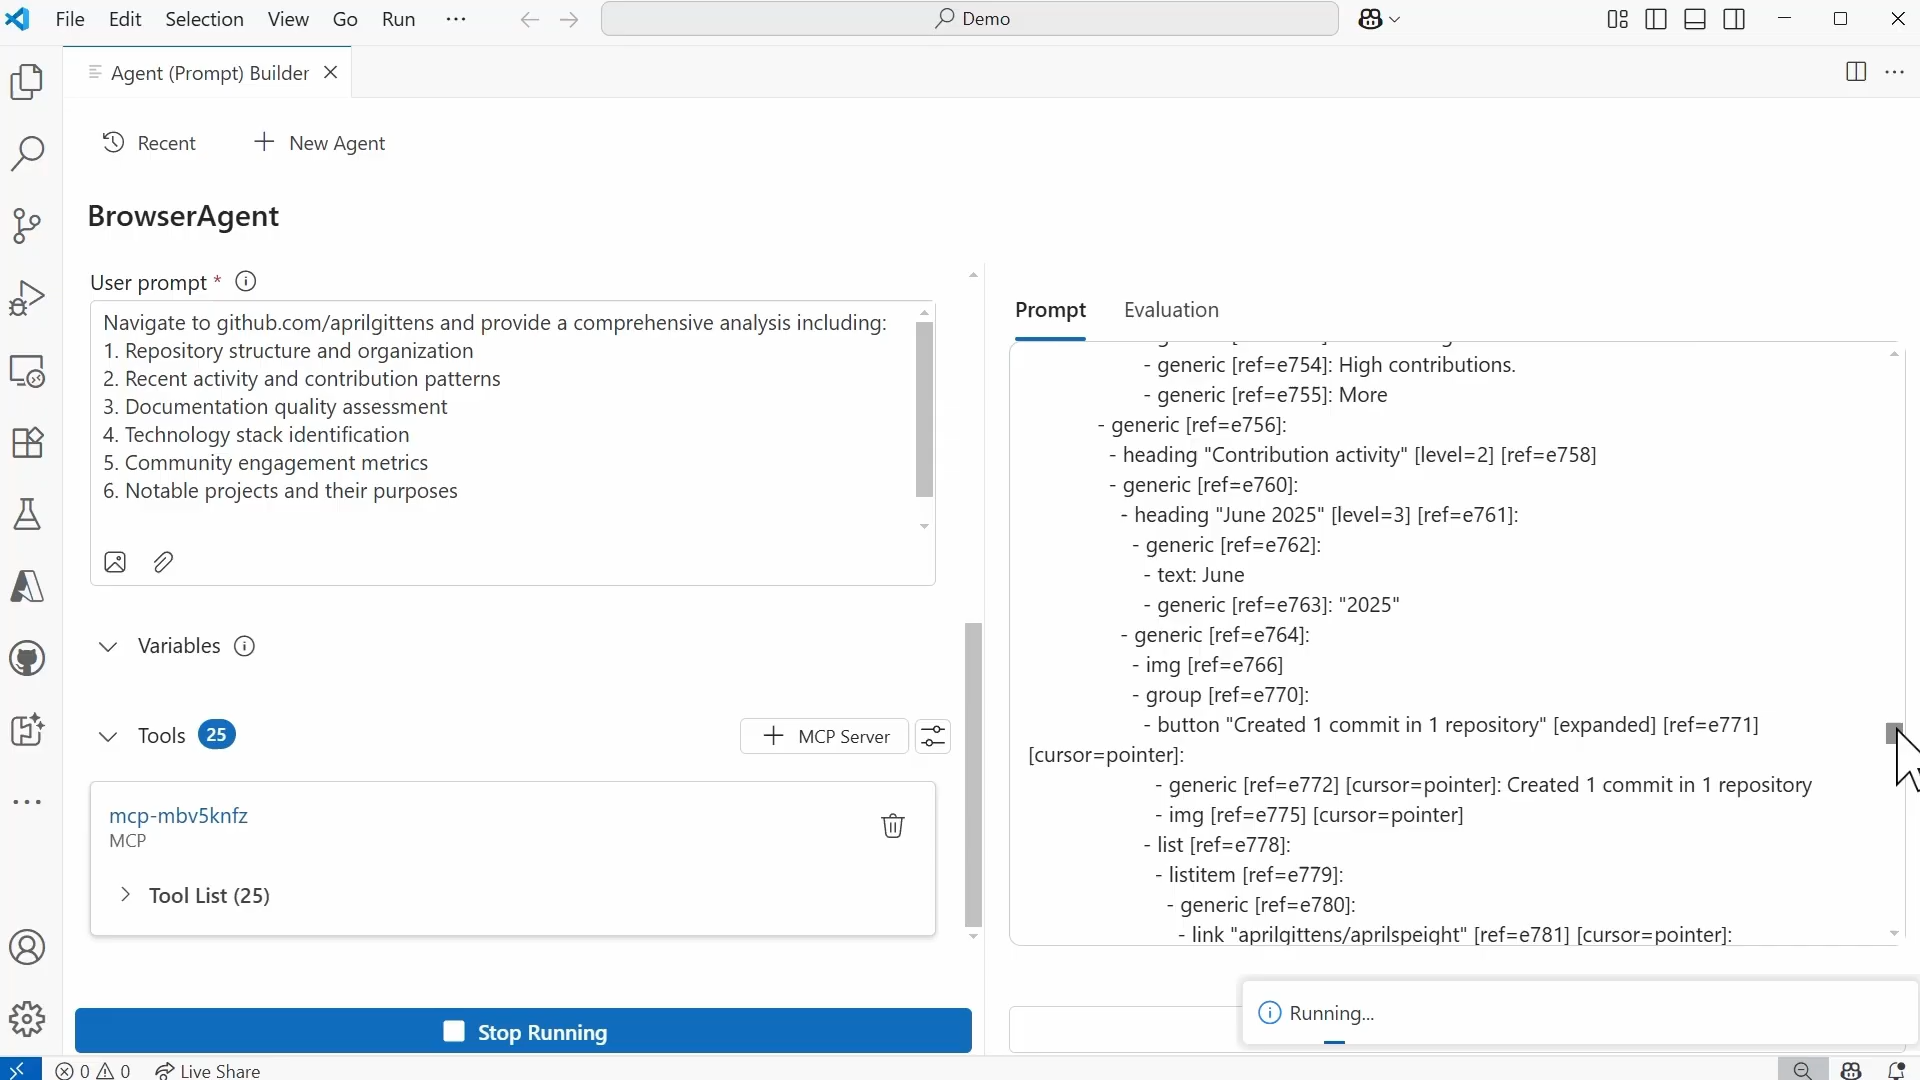 File Edit Selection View Go Run ···
Demo
Agent (Prompt) Builder
Recent
New Agent
BrowserAgent
User prompt *
Navigate to github.com/aprilgittens and provide a comprehensive analysis including:
1. Repository structure and organization
2. Recent activity and contribution patterns
3. Documentation quality assessment
4. Technology stack identification
5. Community engagement metrics
6. Notable projects and their purposes
Variables
Tools 25
MCP Server
mcp-mbv5knfz
MCP
Tool List (25)
Stop Running
Prompt Evaluation
- generic [ref=e754]: High contributions.
- generic [ref=e755]: More
- generic [ref=e756]:
- heading "Contribution activity" [level=2] [ref=e758]
- generic [ref=e760]:
- heading "June 2025" [level=3] [ref=e761]:
- generic [ref=e762]:
- text: June
- generic [ref=e763]: "2025"
- generic [ref=e764]:
- img [ref=e766]
- group [ref=e770]:
- button "Created 1 commit in 1 repository" [expanded] [ref=e771]
[cursor=pointer]:
- generic [ref=e772] [cursor=pointer]: Created 1 commit in 1 repository
- img [ref=e775] [cursor=pointer]
- list [ref=e778]:
- listitem [ref=e779]:
- generic [ref=e780]:
- link "aprilgittens/aprilspeight" [ref=e781] [cursor=pointer]:
Running...
0 0 Live Share